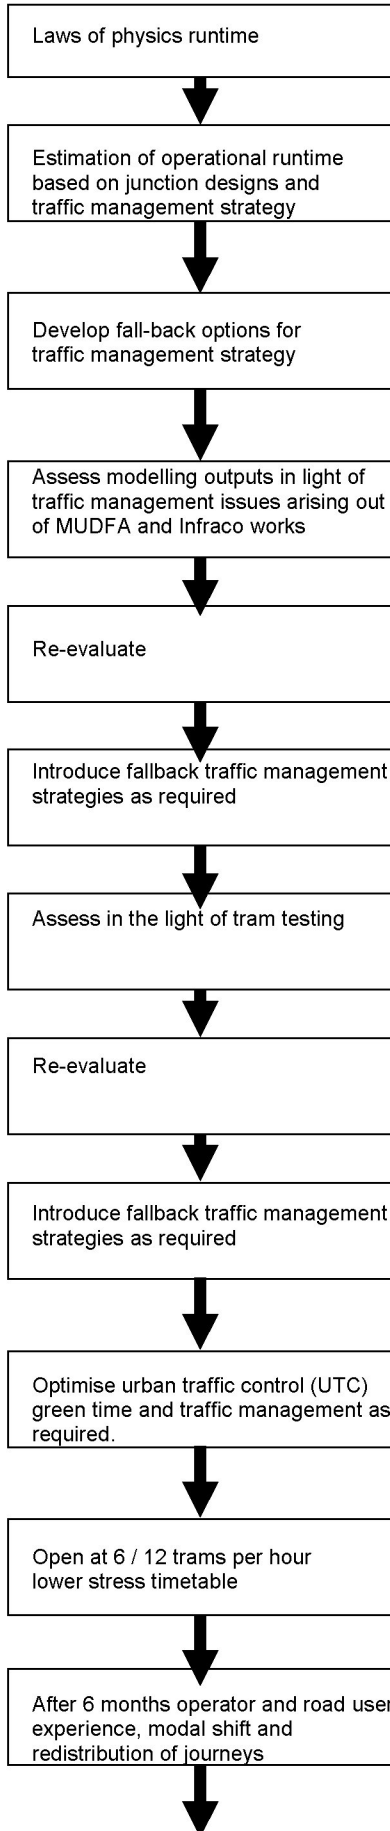 Laws of physics runtime
Estimation of operational runtime
based on junction designs and
traffic management strategy
Develop fall-back options for
traffic management strategy
Assess modelling outputs in light of
traffic management issues arising out
of MUDFA and Infraco works
Re-evaluate
Introduce fallback traffic management
strategies as required
Assess in the light of tram testing
Re-evaluate
Introduce fallback traffic management
strategies as required
Optimise urban traffic control (UTC)
green time and traffic management as
required.
Open at 6 / 12 trams per hour
lower stress timetable
After 6 months operator and road user
experience, modal shift and
redistribution of journeys